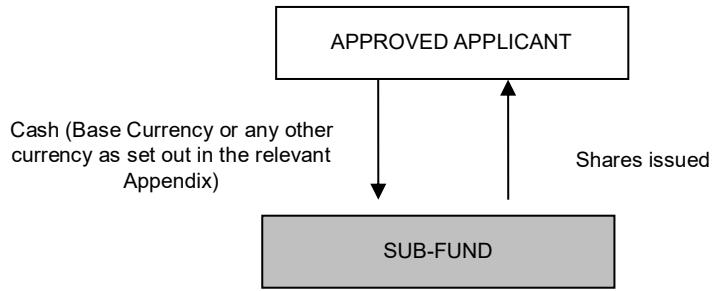 APPROVED APPLICANT
Cash (Base Currency or any other
currency as set out in the relevant
Appendix)
Shares issued
SUB-FUND